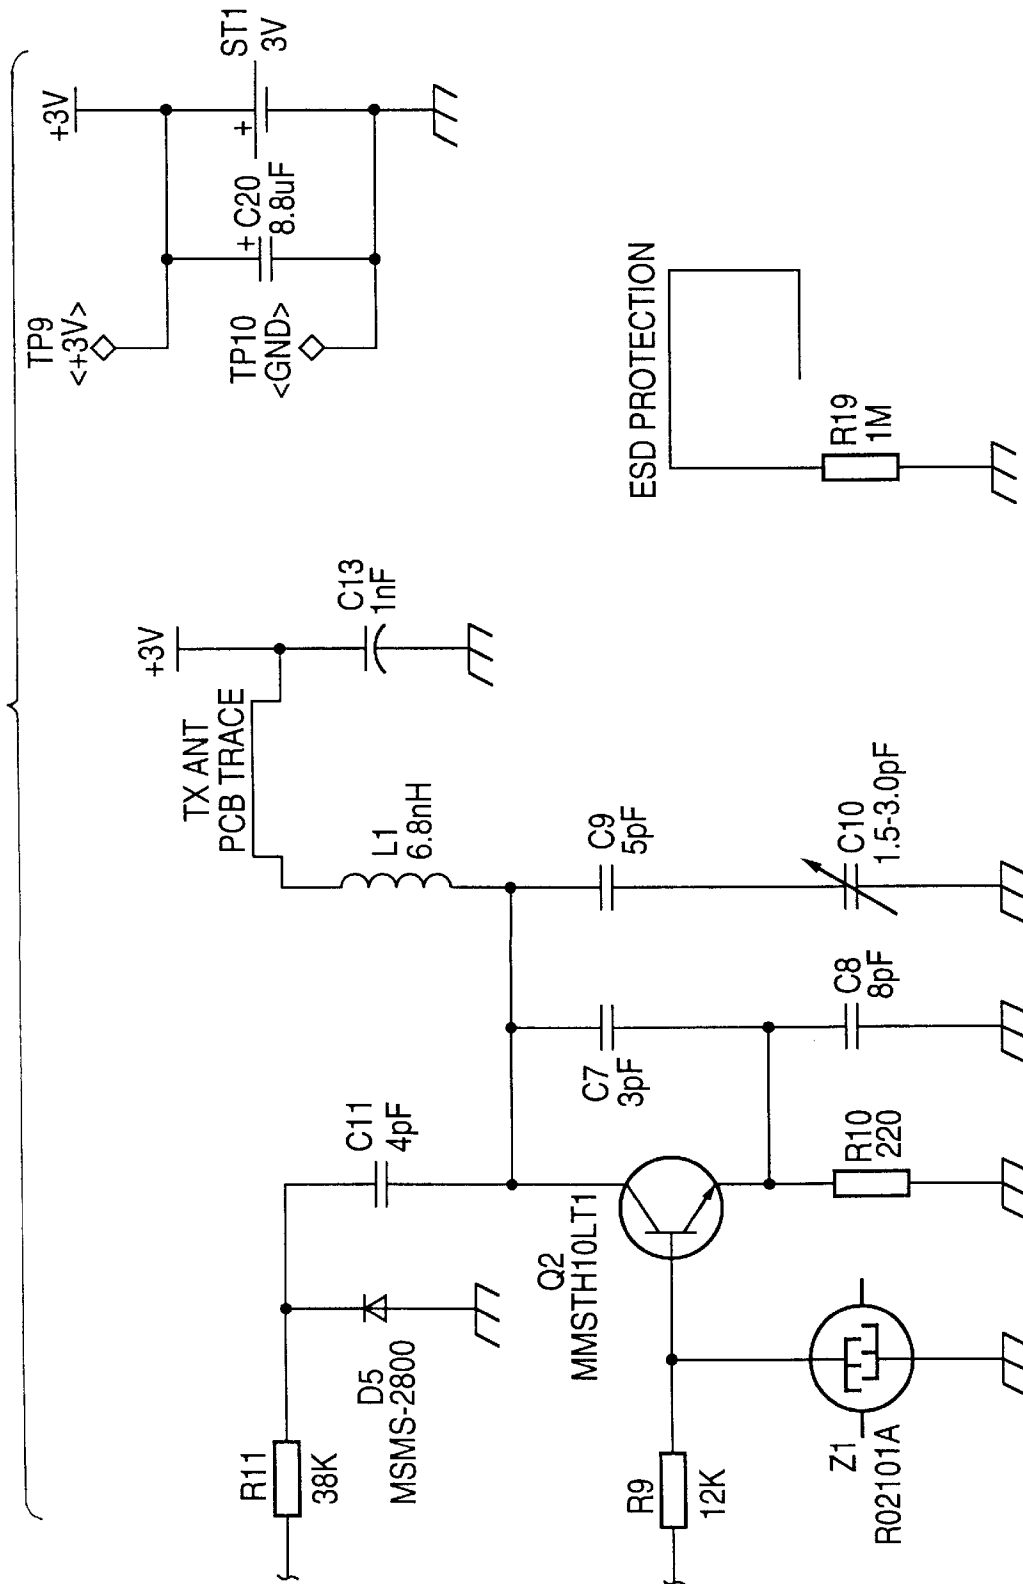 R11
38K
D5
MSMS-2800
C11
4pF
TX ANT
PCB TRACE
L1
6.8nH
+3V
C13
1nF
TP9
<+3V>
TP10
<GND>
+
C20
8.8uF
+3V
+
ST1
3V
R9
12K
Z1
R02101A
Q2
MMSTH10LT1
C7
3pF
R10
220
C8
8pF
C9
5pF
C10
1.5-3.0pF
ESD PROTECTION
R19
1M